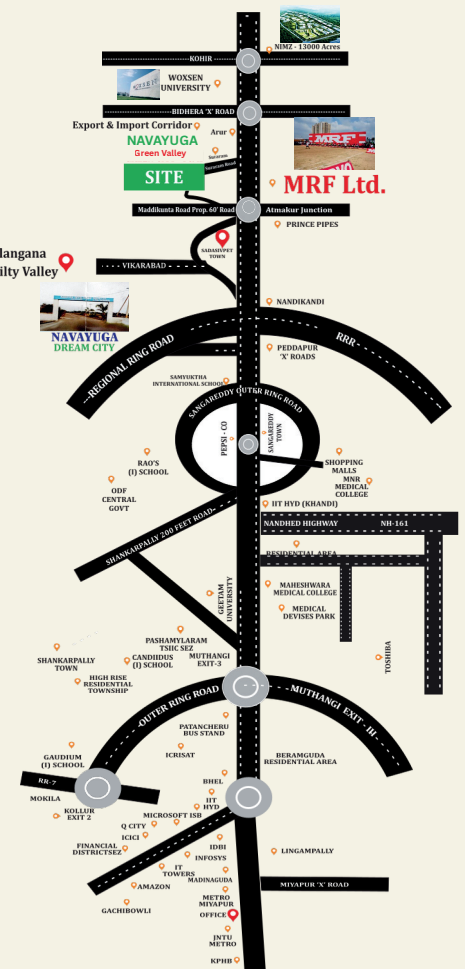 NIMZ - 13000 Acres
KOHIR
WOXSEN
UNIVERSITY
BIDHERA 'X' ROAD
Export & Import Corridor
Arur
NAVAYUGA
Green Valley
MRF
SITE
MRF Ltd.
Maddikunta Road Prop. 60' Road
Atmakur Junction
PRINCE PIPES
SADASIVPET
TOWN
langana
ilty Valley
VIKARABAD
NAVAYUGA
DREAM CITY
NANDIKANDI
REGIONAL RING ROAD
RRR
PEDDAPUR
'X' ROADS
SAMYUKTHA
INTERNATIONAL SCHOOL
SANGAREDDY OUTER RING ROAD
PEPSI - CO
SANGAREDDY
TOWN
RAO'S
(I) SCHOOL
SHOPPING
MALLS
MNR
MEDICAL
COLLEGE
ODF
CENTRAL
GOVT
IIT HYD (KHANDI)
SHANKARPALLY 200 FEET ROAD
NANDHED HIGHWAY
NH-161
RESIDENTIAL AREA
GEETAM
UNIVERSITY
MAHESHWARA
MEDICAL COLLEGE
MEDICAL
DEVISES PARK
TOSHIBA
PASHAMYLARAM
TSIIC SEZ
MUTHANGI
EXIT-3
SHANKARPALLY
TOWN
CANDIIDUS
(I) SCHOOL
HIGH RISE
RESIDENTIAL
TOWNSHIP
OUTER RING ROAD
MUTHANGI EXIT - III
PATANCHERU
BUS STAND
ICRISAT
BERAMGUDA
RESIDENTIAL AREA
GAUDIUM
(I) SCHOOL
RR-7
MOKILA
KOLLUR
EXIT 2
BHEL
IIT
HYD
MICROSOFT ISB
Q CITY
ICICI
FINANCIAL
DISTRICTSEZ
IDBI
INFOSYS
LINGAMPALLY
IT
TOWERS
MADINAGUDA
AMAZON
GACHIBOWLI
METRO
MIYAPUR
OFFICE
MIYAPUR 'X' ROAD
JNTU
METRO
KPHB